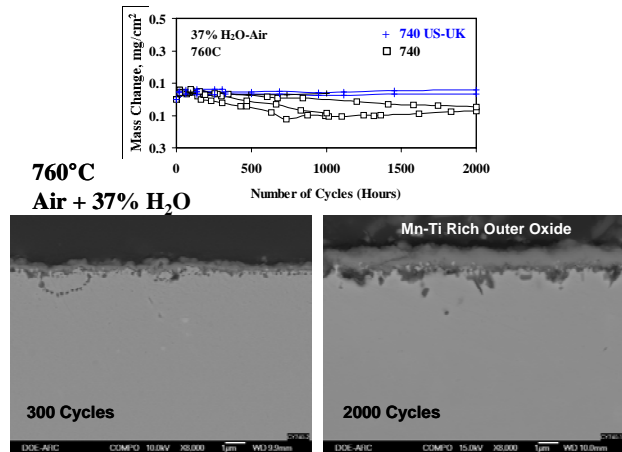 0.5
0.3
0.1
0.1
0.3
Mass Change, mg/cm²
37% H₂O-Air
760C
+ 740 US-UK
□ 740
0 500 1000 1500 2000
Number of Cycles (Hours)
760°C
Air + 37% H₂O
Mn-Ti Rich Outer Oxide
300 Cycles
2000 Cycles
DOE-ARC COMPO 10.0kV X8,000 1µm WD 9.9mm
DOE-ARC COMPO 15.0kV X8,000 1µm WD 10.0mm